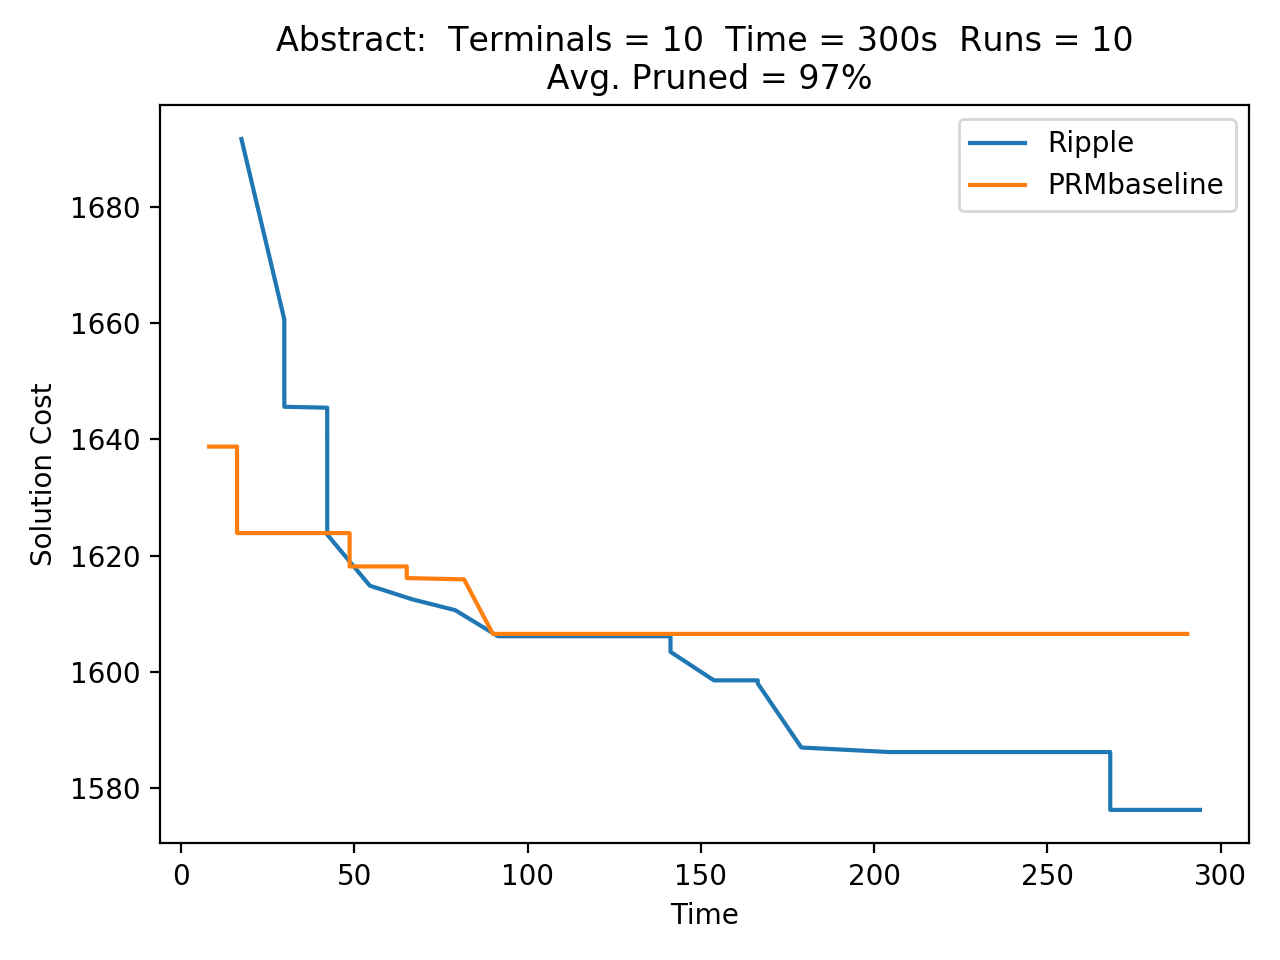 Abstract: Terminals = 10 Time = 300s Runs = 10
Avg. Pruned = 97%
Ripple
PRMbaseline
1680
1660
1640
1620
1600
1580
Solution Cost
0 50 100 150 200 250 300
Time